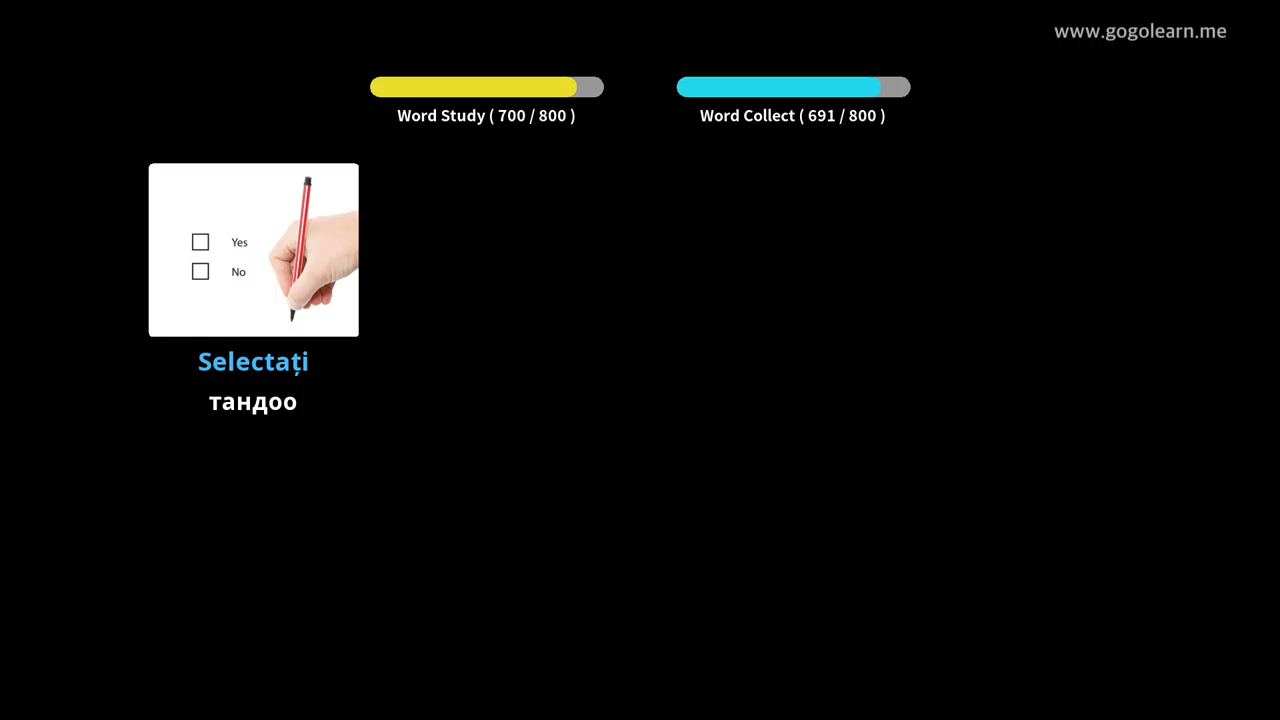 www.gogolearn.me
Word Study ( 700 / 800 )
Word Collect ( 691 / 800 )
Yes
No
Selectați
тандоо